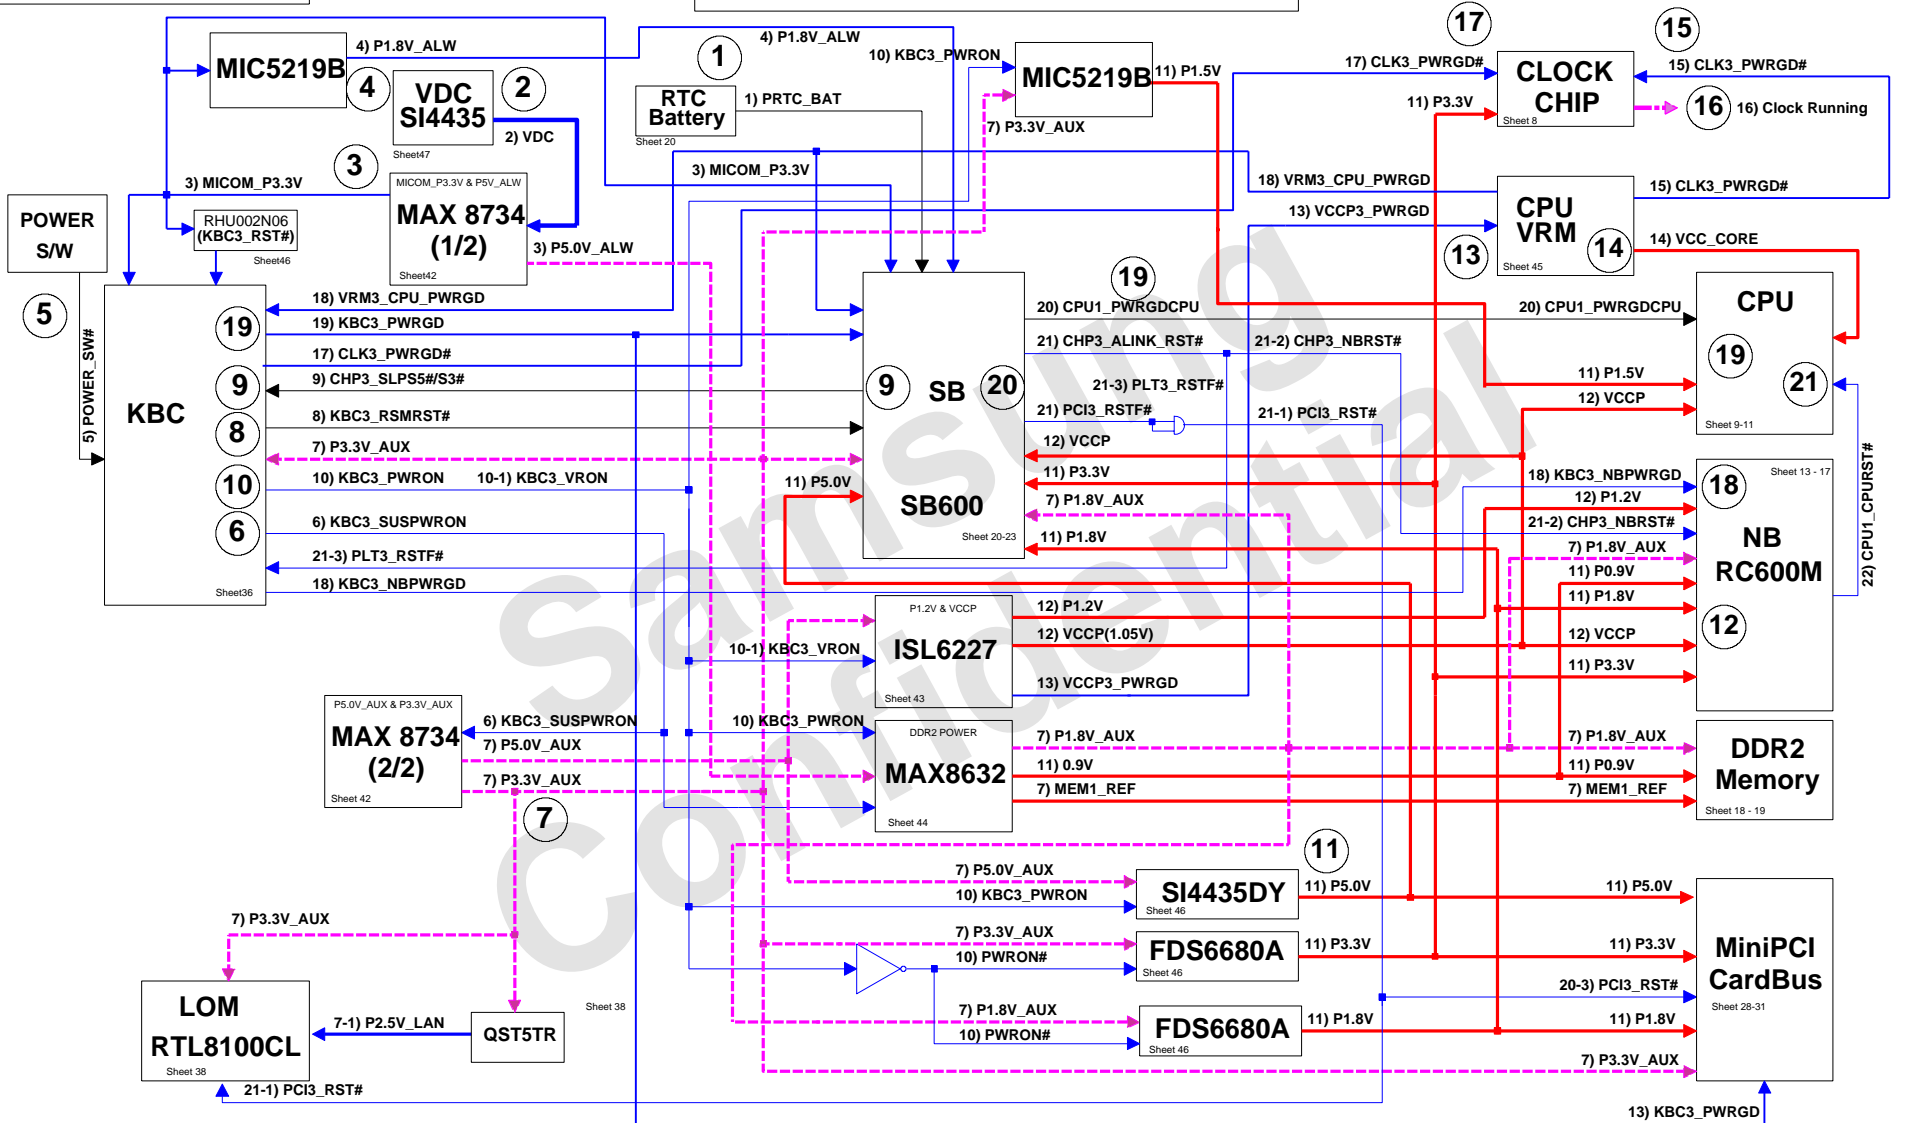 17
15
4) P1.8V_ALW
4) P1.8V_ALW
1
10) KBC3_PWRON
MIC5219B
4
VDC
SI4435
Sheet47
2
2) VDC
RTC
Battery
Sheet 20
1) PRTC_BAT
MIC5219B
11) P1.5V
7) P3.3V_AUX
17) CLK3_PWRGD#
11) P3.3V
CLOCK
CHIP
Sheet 8
15) CLK3_PWRGD#
16
16) Clock Running
3
3) MICOM_P3.3V
MICOM_P3.3V & P5V_ALW
MAX 8734
(1/2)
Sheet42
3) MICOM_P3.3V
3) P5.0V_ALW
18) VRM3_CPU_PWRGD
13) VCCP3_PWRGD
13
CPU
VRM
Sheet 45
14
15) CLK3_PWRGD#
14) VCC_CORE
POWER
S/W
RHU002N06
(KBC3_RST#)
Sheet46
5
5) POWER_SW#
KBC
Sheet36
19
9
8
10
6
18) VRM3_CPU_PWRGD
19) KBC3_PWRGD
17) CLK3_PWRGD#
9) CHP3_SLPS5#/S3#
8) KBC3_RSMRST#
7) P3.3V_AUX
10) KBC3_PWRON
10-1) KBC3_VRON
6) KBC3_SUSPWRON
21-3) PLT3_RSTF#
18) KBC3_NBPWRGD
11) P5.0V
9
SB
20
SB600
Sheet 20-23
19
20) CPU1_PWRGDCPU
20) CPU1_PWRGDCPU
21) CHP3_ALINK_RST#
21-2) CHP3_NBRST#
21-3) PLT3_RSTF#
21) PCI3_RSTF#
21-1) PCI3_RST#
12) VCCP
11) P3.3V
7) P1.8V_AUX
11) P1.8V
CPU
19
21
Sheet 9-11
11) P1.5V
12) VCCP
22) CPU1_CPURST#
18
Sheet 13 - 17
NB
RC600M
12
18) KBC3_NBPWRGD
12) P1.2V
21-2) CHP3_NBRST#
7) P1.8V_AUX
11) P0.9V
11) P1.8V
12) VCCP
11) P3.3V
P1.2V & VCCP
ISL6227
Sheet 43
10-1) KBC3_VRON
12) P1.2V
12) VCCP(1.05V)
13) VCCP3_PWRGD
P5.0V_AUX & P3.3V_AUX
MAX 8734
(2/2)
Sheet 42
6) KBC3_SUSPWRON
7) P5.0V_AUX
7) P3.3V_AUX
7
10) KBC3_PWRON
DDR2 POWER
MAX8632
Sheet 44
7) P1.8V_AUX
11) 0.9V
7) MEM1_REF
7) P1.8V_AUX
11) P0.9V
7) MEM1_REF
DDR2
Memory
Sheet 18 - 19
11
7) P5.0V_AUX
10) KBC3_PWRON
SI4435DY
Sheet 46
11) P5.0V
11) P5.0V
7) P3.3V_AUX
10) PWRON#
FDS6680A
Sheet 46
11) P3.3V
11) P3.3V
7) P1.8V_AUX
10) PWRON#
FDS6680A
Sheet 46
11) P1.8V
20-3) PCI3_RST#
11) P1.8V
7) P3.3V_AUX
MiniPCI
CardBus
Sheet 28-31
13) KBC3_PWRGD
7) P3.3V_AUX
LOM
RTL8100CL
Sheet 38
7-1) P2.5V_LAN
QST5TR
Sheet 38
21-1) PCI3_RST#
Samsung
Confidential